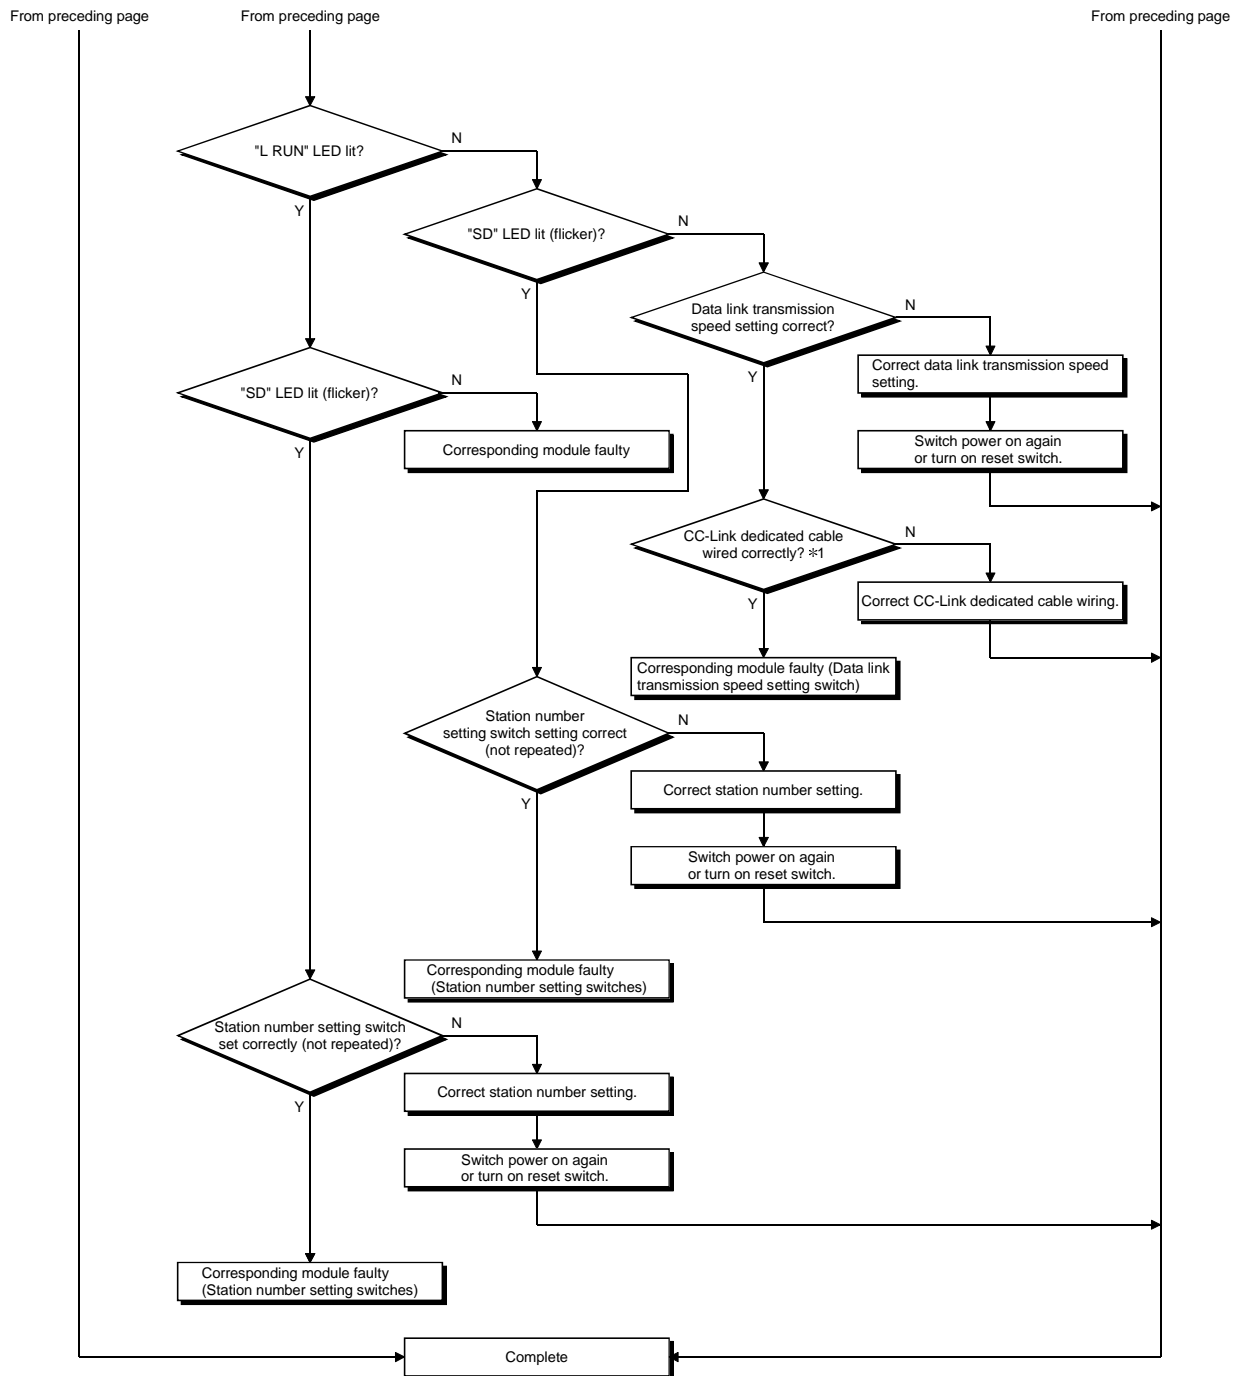 From preceding page
From preceding page
From preceding page
"L RUN" LED lit?
N
Y
"SD" LED lit (flicker)?
N
Y
Data link transmission
speed setting correct?
N
Y
Correct data link transmission speed
setting.
Switch power on again
or turn on reset switch.
"SD" LED lit (flicker)?
N
Y
Corresponding module faulty
CC-Link dedicated cable
wired correctly? *1
N
Y
Correct CC-Link dedicated cable wiring.
Corresponding module faulty (Data link
transmission speed setting switch)
Station number
setting switch setting correct
(not repeated)?
N
Y
Correct station number setting.
Switch power on again
or turn on reset switch.
Corresponding module faulty
(Station number setting switches)
Station number setting switch
set correctly (not repeated)?
N
Y
Correct station number setting.
Switch power on again
or turn on reset switch.
Corresponding module faulty
(Station number setting switches)
Complete